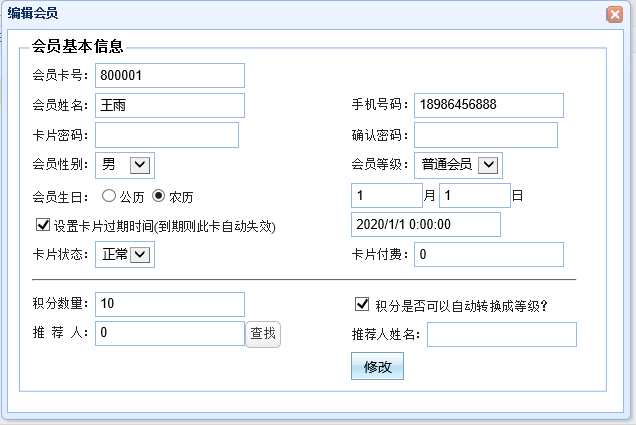 编辑会员
会员基本信息
会员卡号: 800001
会员姓名: 王雨 手机号码: 18986456888
卡片密码: 确认密码:
会员性别: 男 会员等级: 普通会员
会员生日: 公历 农历 1 月 1 日
设置卡片过期时间(到期则此卡自动失效) 2020/1/1 0:00:00
卡片状态: 正常 卡片付费: 0
积分数量: 10 积分是否可以自动转换成等级?
推 荐 人: 0 查找 推荐人姓名:
修改